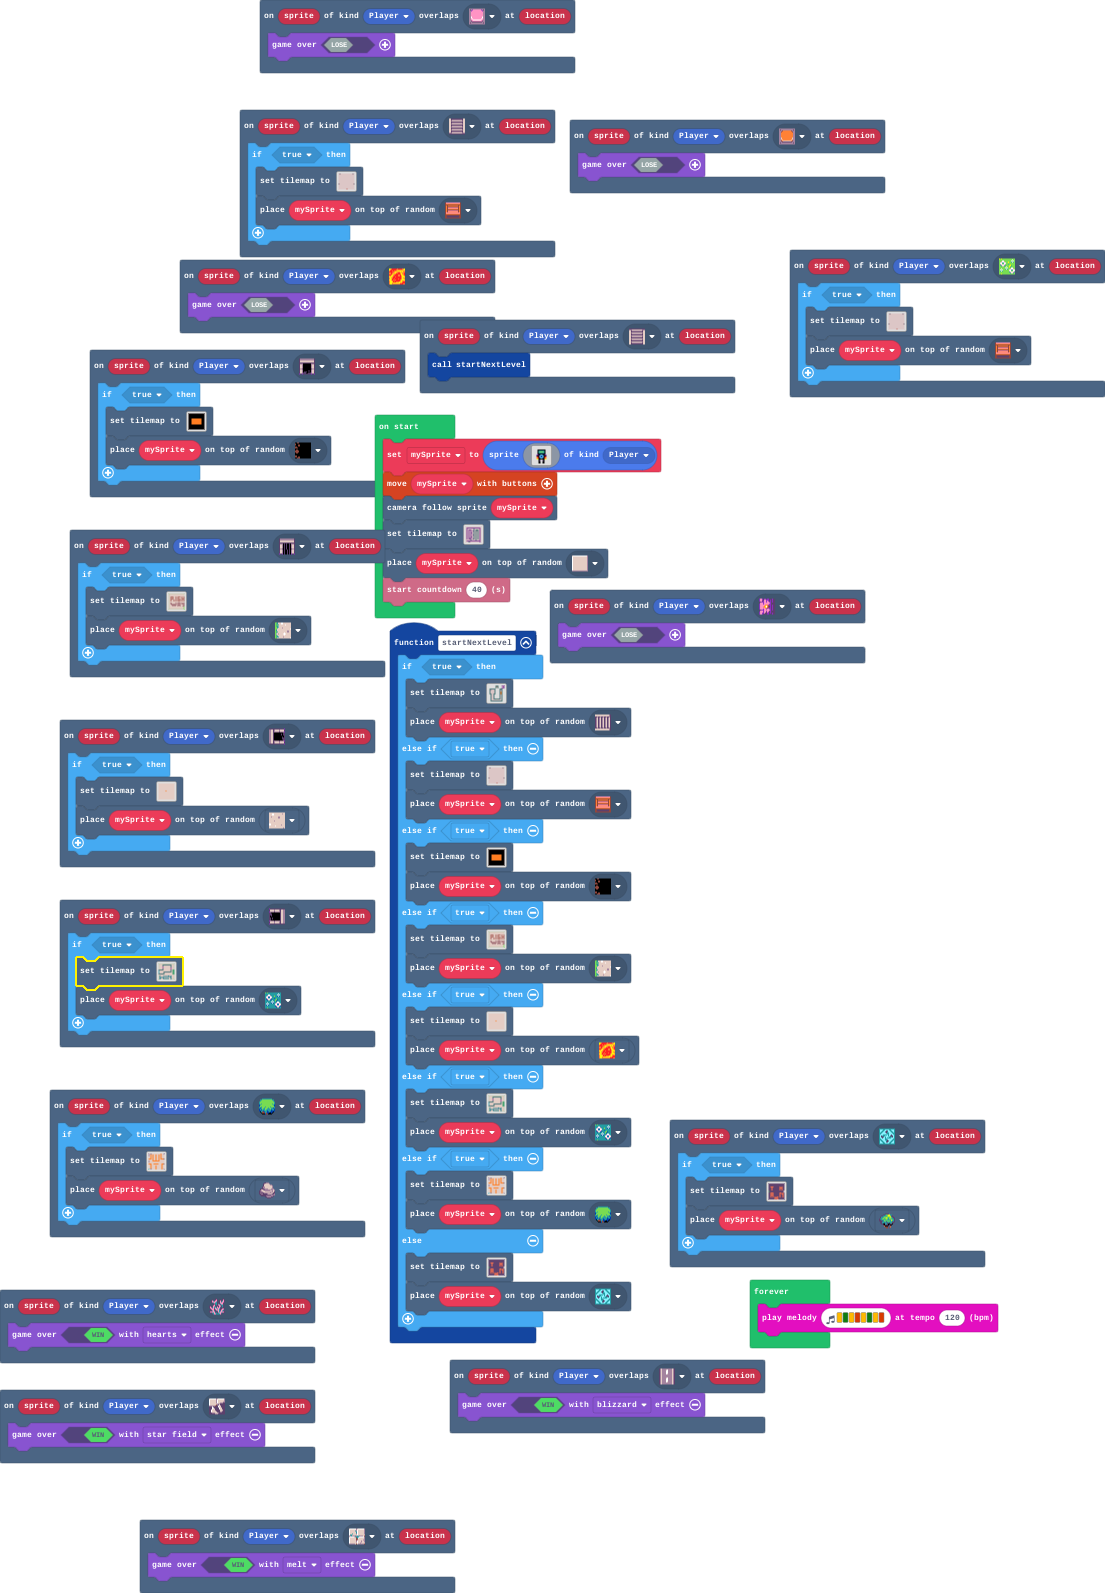 on sprite of kind Player overlaps at location
game over LOSE
on sprite of kind Player overlaps at location
if true then
set tilemap to
place mySprite on top of random
on sprite of kind Player overlaps at location
game over LOSE
on sprite of kind Player overlaps at location
game over LOSE
on sprite of kind Player overlaps at location
if true then
set tilemap to
place mySprite on top of random
on sprite of kind Player overlaps at location
call startNextLevel
on sprite of kind Player overlaps at location
if true then
set tilemap to
place mySprite on top of random
on start
set mySprite to sprite of kind Player
move mySprite with buttons
camera follow sprite mySprite
set tilemap to
place mySprite on top of random
start countdown 40 (s)
on sprite of kind Player overlaps at location
if true then
set tilemap to
place mySprite on top of random
on sprite of kind Player overlaps at location
game over LOSE
function startNextLevel
if true then
set tilemap to
place mySprite on top of random
else if true then
set tilemap to
place mySprite on top of random
else if true then
set tilemap to
place mySprite on top of random
else if true then
set tilemap to
place mySprite on top of random
else if true then
set tilemap to
place mySprite on top of random
else if true then
set tilemap to
place mySprite on top of random
else if true then
set tilemap to
place mySprite on top of random
else
set tilemap to
place mySprite on top of random
on sprite of kind Player overlaps at location
if true then
set tilemap to
place mySprite on top of random
on sprite of kind Player overlaps at location
if true then
set tilemap to
place mySprite on top of random
on sprite of kind Player overlaps at location
if true then
set tilemap to
place mySprite on top of random
on sprite of kind Player overlaps at location
if true then
set tilemap to
place mySprite on top of random
forever
play melody at tempo 120 (bpm)
on sprite of kind Player overlaps at location
game over WIN with hearts effect
on sprite of kind Player overlaps at location
game over WIN with blizzard effect
on sprite of kind Player overlaps at location
game over WIN with star field effect
on sprite of kind Player overlaps at location
game over WIN with melt effect